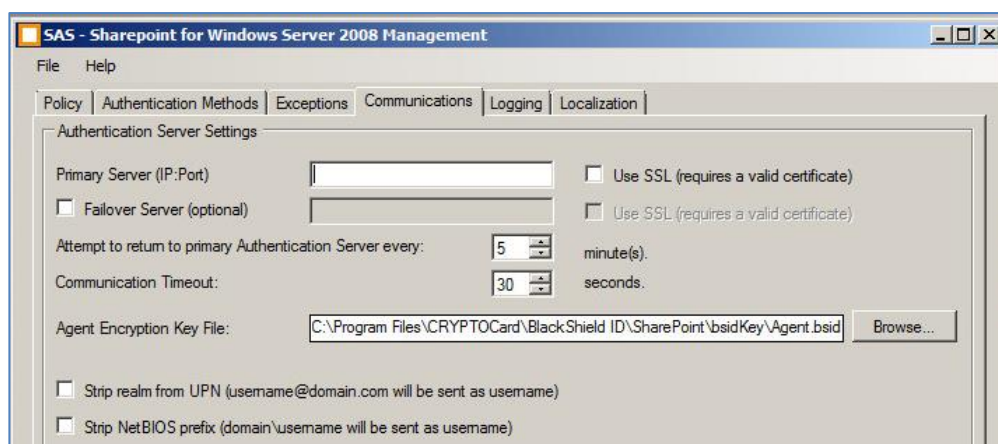 SAS - Sharepoint for Windows Server 2008 Management
File Help
Policy Authentication Methods Exceptions Communications Logging Localization
Authentication Server Settings
Primary Server (IP:Port) Use SSL (requires a valid certificate)
Failover Server (optional) Use SSL (requires a valid certificate)
Attempt to return to primary Authentication Server every: 5 minute(s).
Communication Timeout: 30 seconds.
Agent Encryption Key File: C:\Program Files\CRYPTOCard\BlackShield ID\SharePoint\bsidKey\Agent.bsid Browse...
Strip realm from UPN (username@domain.com will be sent as username)
Strip NetBIOS prefix (domain\username will be sent as username)